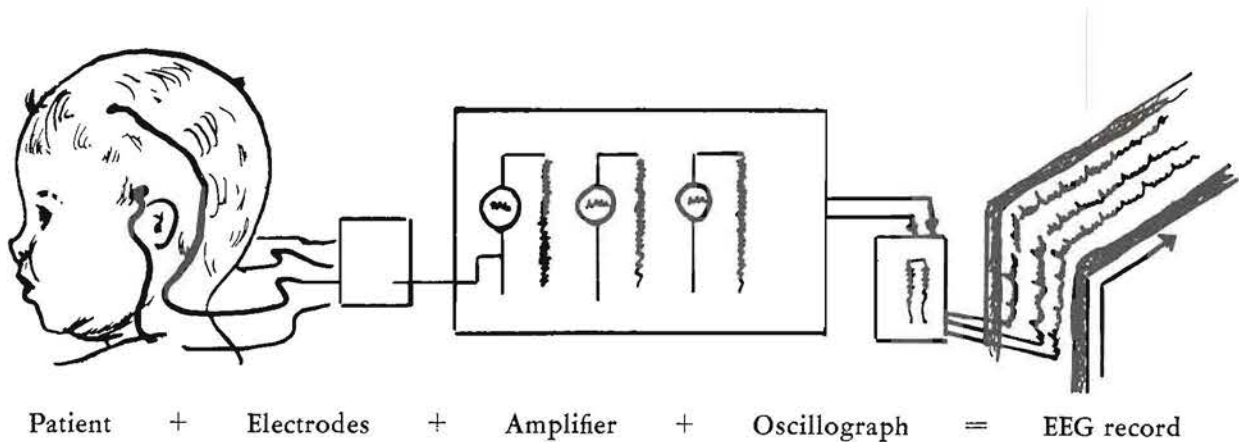 Patient + Electrodes + Amplifier + Oscillograph = EEG record